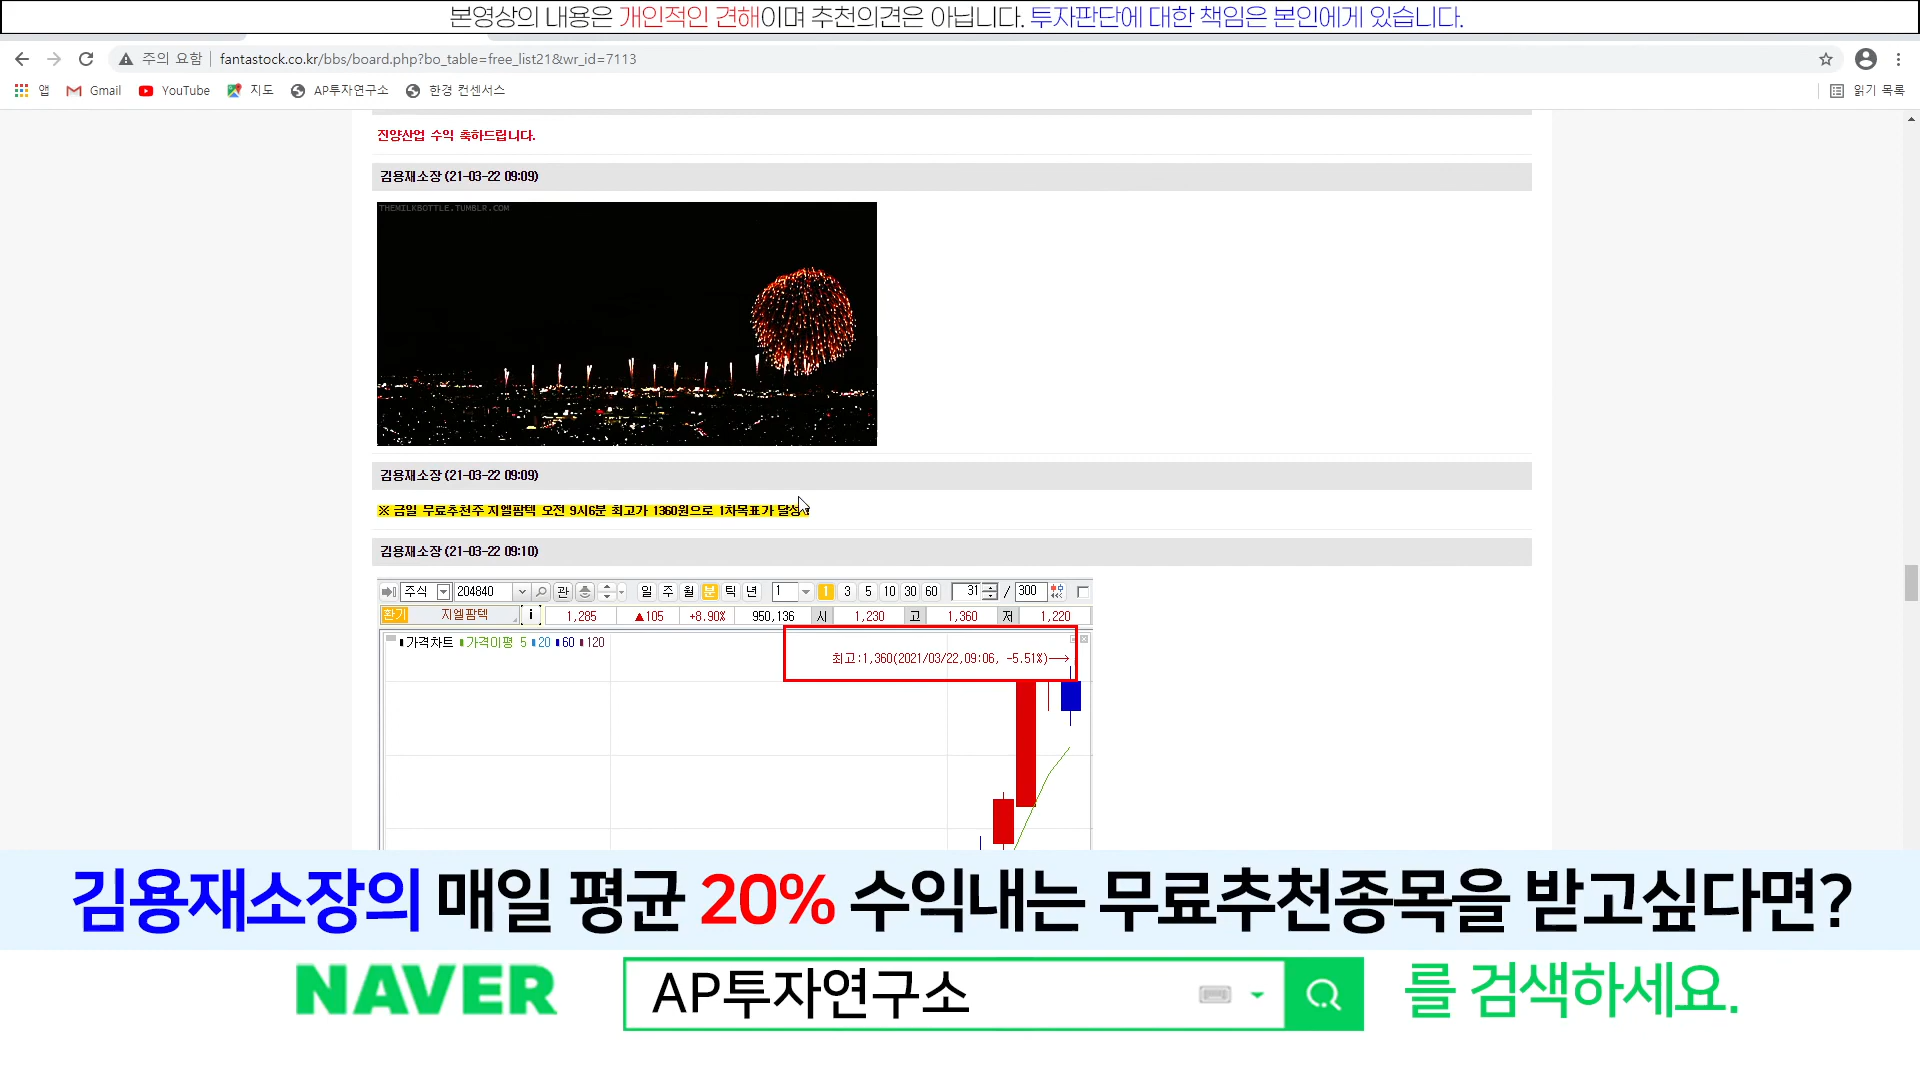 본영상의 내용은 개인적인 견해이며 추천의견은 아닙니다. 투자판단에 대한 책임은 본인에게 있습니다.
주의 요함 | fantastock.co.kr/bbs/board.php?bo_table=free_list21&wr_id=7113
앱 Gmail YouTube 지도 AP투자연구소 한경 컨센서스 읽기 목록
진양산업 수익 축하드립니다.
김용재소장 (21-03-22 09:09)
THEMILKBOTTLE.TUMBLR.COM
김용재소장 (21-03-22 09:09)
※ 금일 무료추천주 지엘팜텍 오전 9시6분 최고가 1360원으로 1차목표가 달성
김용재소장 (21-03-22 09:10)
주식 204840 관 일 주 월 분 틱 년 1 1 3 5 10 30 60 31 / 300
환기 지엘팜텍 i 1,285 ▲105 +8.90% 950,136 시 1,230 고 1,360 저 1,220
가격차트 가격이평 5 20 60 120
최고:1,360(2021/03/22,09:06, -5.51%)→
김용재소장의 매일 평균 20% 수익내는 무료추천종목을 받고싶다면?
NAVER AP투자연구소 를 검색하세요.